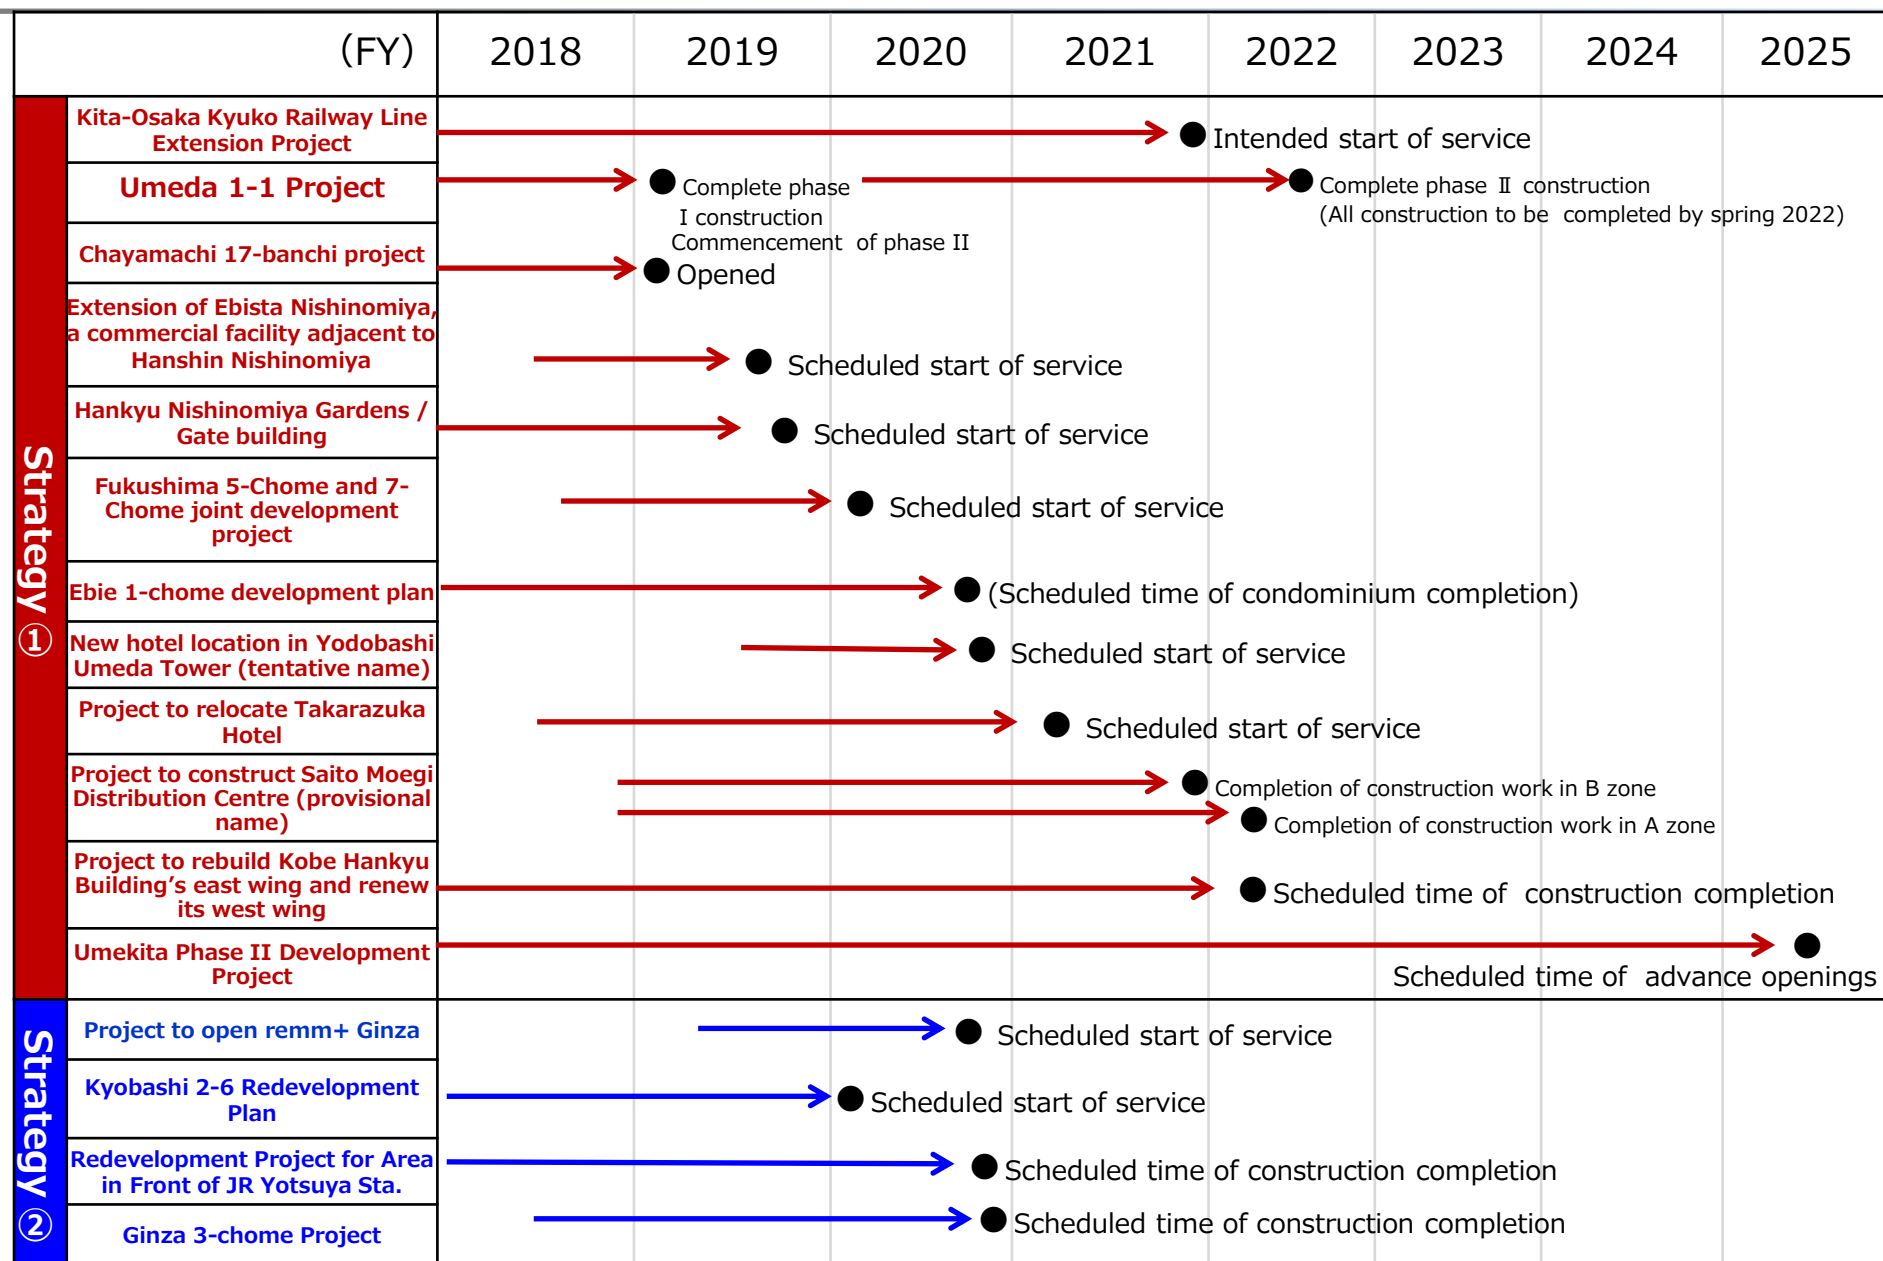 (FY) 2018 2019 2020 2021 2022 2023 2024 2025
Strategy ①
Kita-Osaka Kyuko Railway Line
Extension Project
Intended start of service
Umeda 1-1 Project
Complete phase
I construction
Commencement of phase II
Complete phase Ⅱ construction
(All construction to be completed by spring 2022)
Chayamachi 17-banchi project
Opened
Extension of Ebista Nishinomiya,
a commercial facility adjacent to
Hanshin Nishinomiya
Scheduled start of service
Hankyu Nishinomiya Gardens /
Gate building
Scheduled start of service
Fukushima 5-Chome and 7-
Chome joint development
project
Scheduled start of service
Ebie 1-chome development plan
(Scheduled time of condominium completion)
New hotel location in Yodobashi
Umeda Tower (tentative name)
Scheduled start of service
Project to relocate Takarazuka
Hotel
Scheduled start of service
Project to construct Saito Moegi
Distribution Centre (provisional
name)
Completion of construction work in B zone
Completion of construction work in A zone
Project to rebuild Kobe Hankyu
Building’s east wing and renew
its west wing
Scheduled time of construction completion
Umekita Phase II Development
Project
Scheduled time of advance openings
Strategy ②
Project to open remm+ Ginza
Scheduled start of service
Kyobashi 2-6 Redevelopment
Plan
Scheduled start of service
Redevelopment Project for Area
in Front of JR Yotsuya Sta.
Scheduled time of construction completion
Ginza 3-chome Project
Scheduled time of construction completion